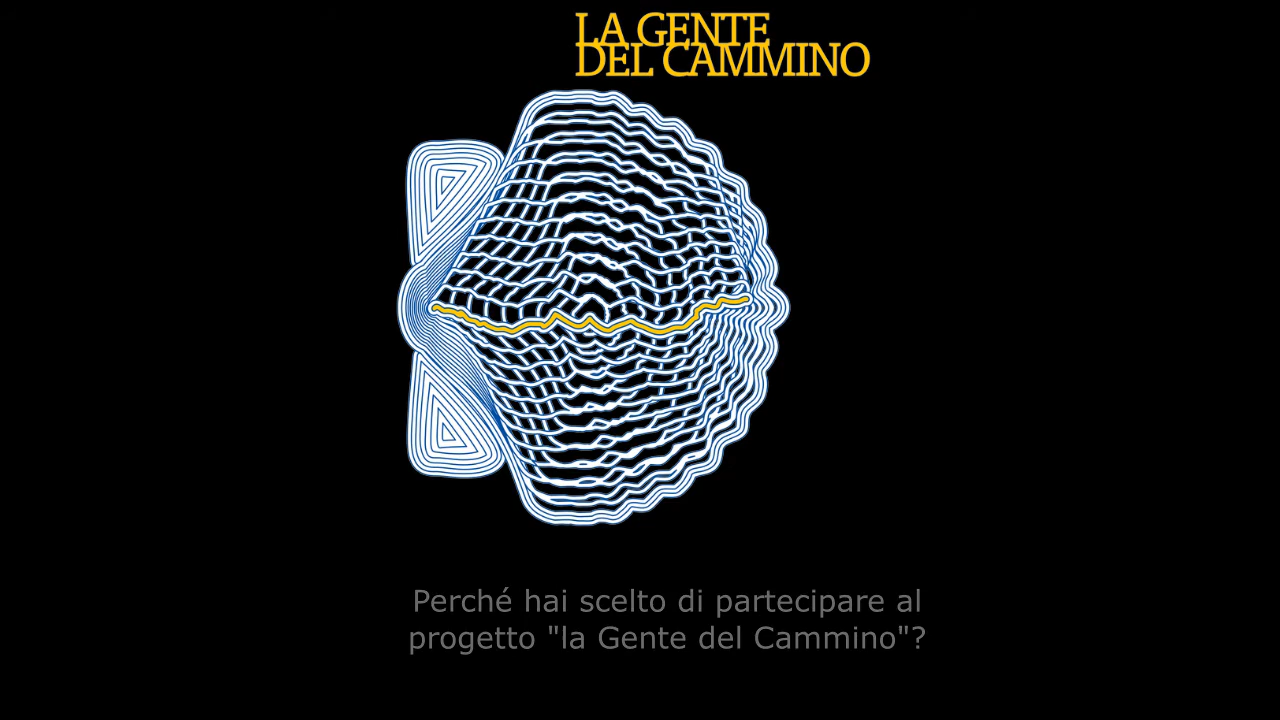 LA GENTE
DEL CAMMINO
Perché hai scelto di partecipare al
progetto "la Gente del Cammino"?